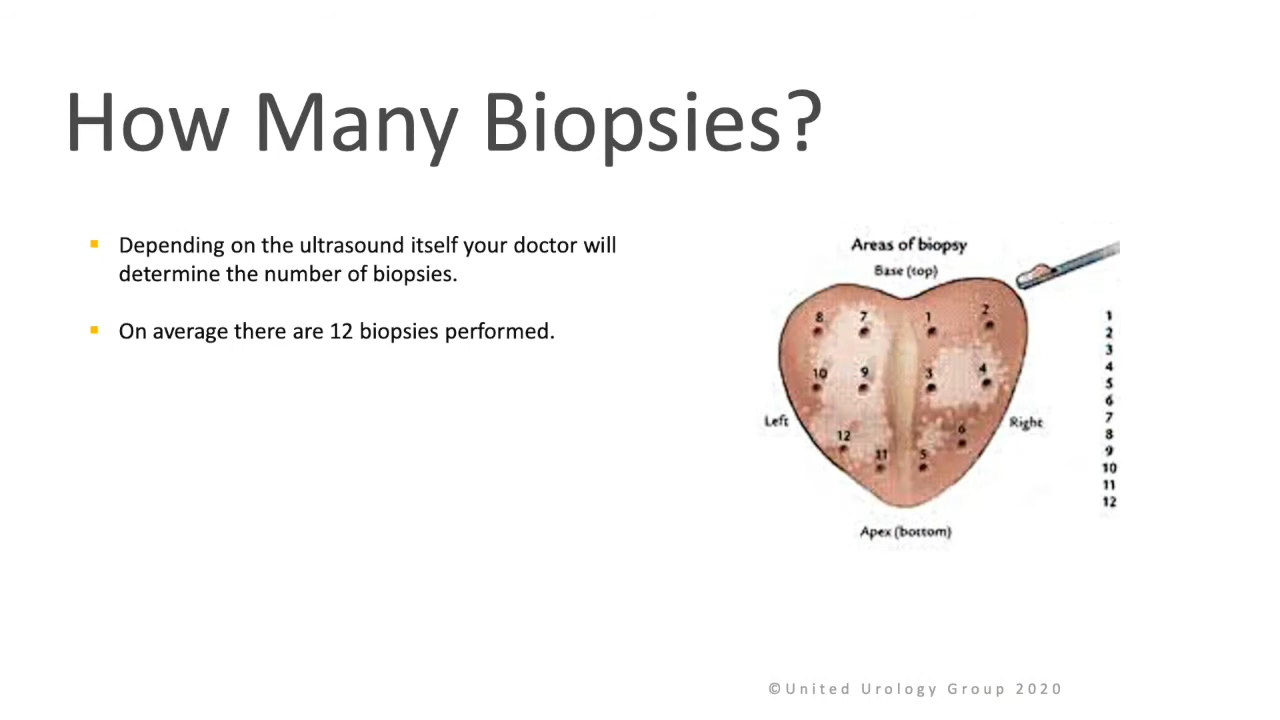 How Many Biopsies?
▪ Depending on the ultrasound itself your doctor will
determine the number of biopsies.
▪ On average there are 12 biopsies performed.
Areas of biopsy
Base (top)
8 7 1 2
10 9 3 4
Left
Right
12 6
11 5
Apex (bottom)
1
2
3
4
5
6
7
8
9
10
11
12
©United Urology Group 2020